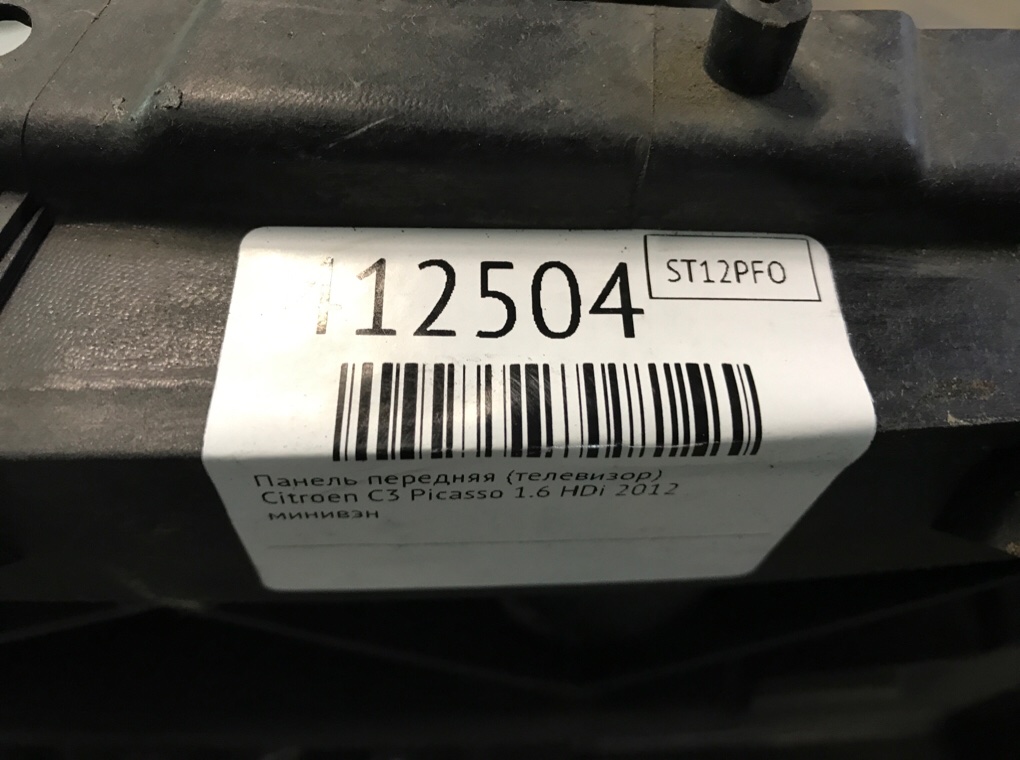 112504
ST12PFO
Панель передняя (телевизор)
Citroen C3 Picasso 1.6 HDi 2012
минивэн